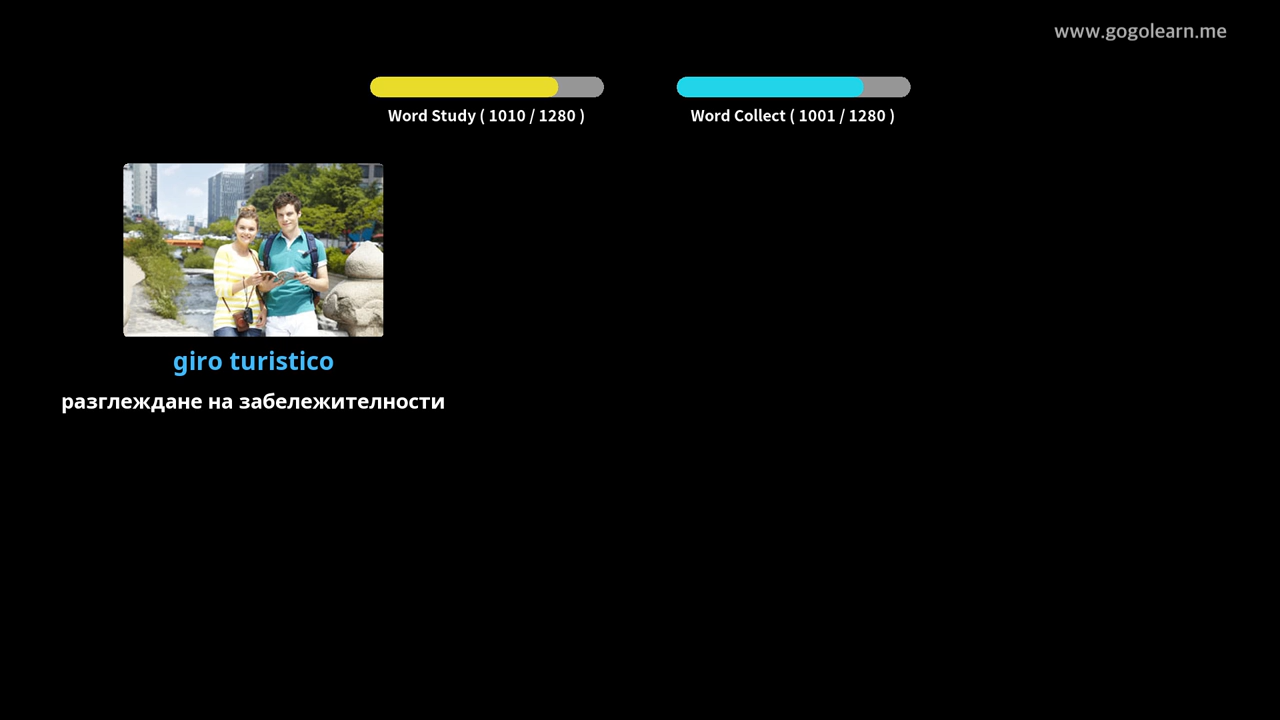 www.gogolearn.me
Word Study ( 1010 / 1280 )
Word Collect ( 1001 / 1280 )
giro turistico
разглеждане на забележителности